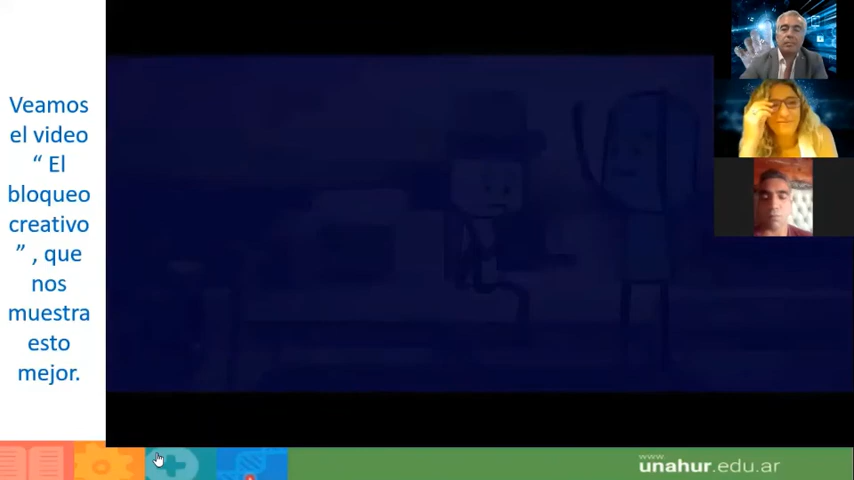 Veamos
el video
“ El
bloqueo
creativo
” , que
nos
muestra
esto
mejor.
www.
unahur.edu.ar